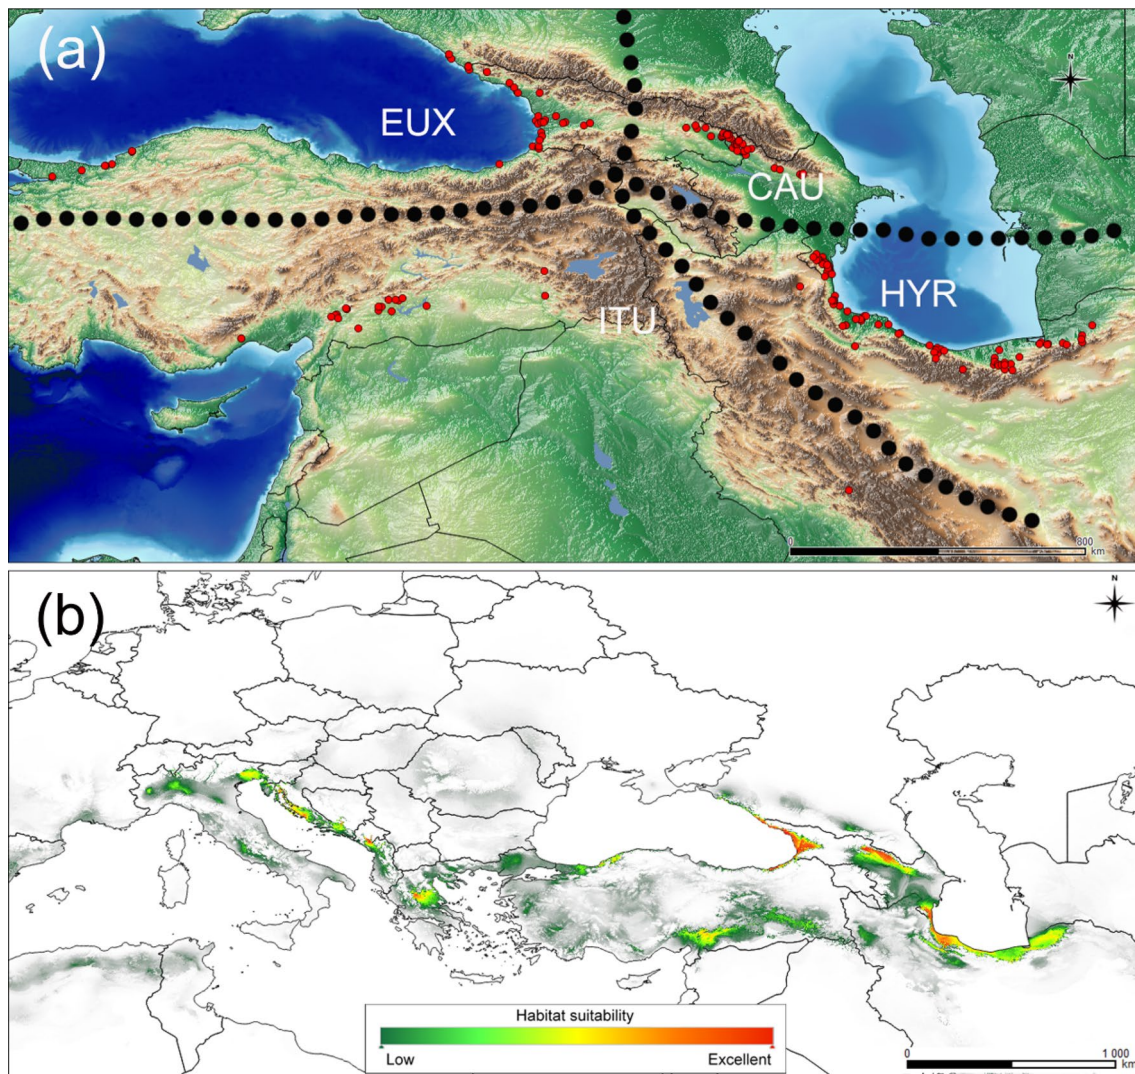 (a)
N
EUX
CAU
HYR
ITU
0 800
km
(b)
N
Habitat suitability
Low Excellent
0 1 000
km